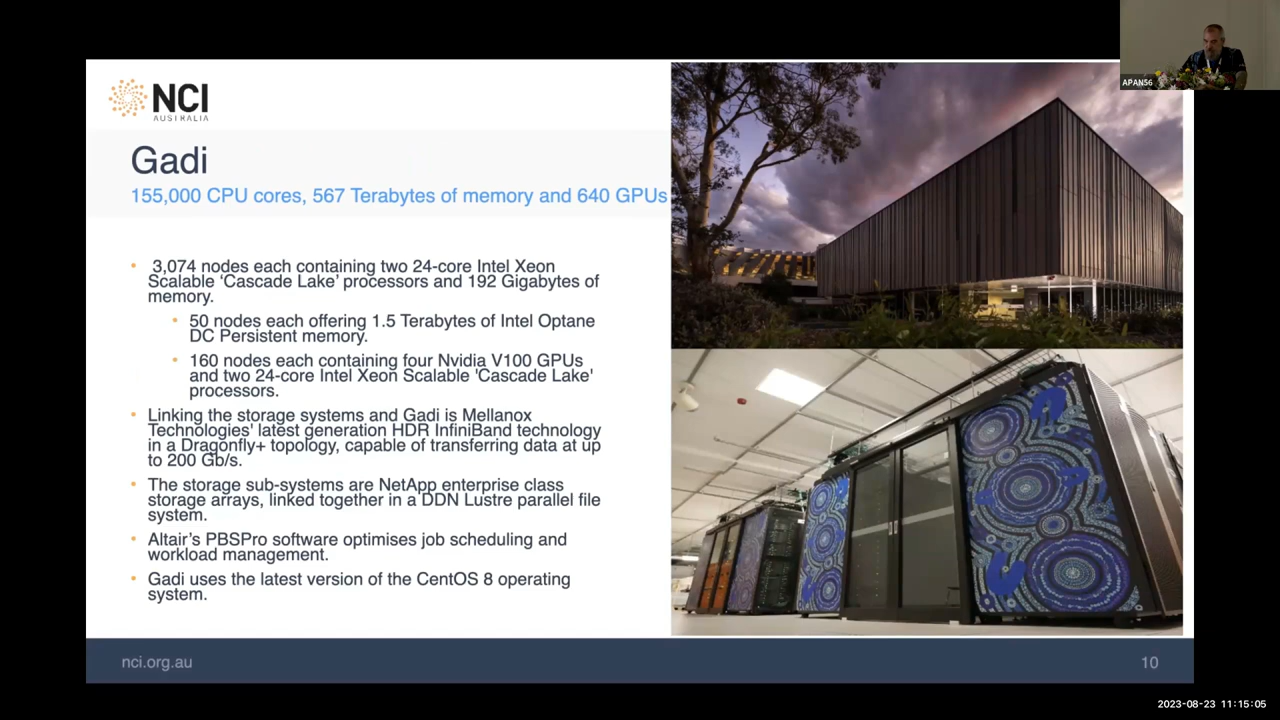 APAN56
NCI
AUSTRALIA
Gadi
155,000 CPU cores, 567 Terabytes of memory and 640 GPUs
• 3,074 nodes each containing two 24-core Intel Xeon
Scalable ‘Cascade Lake’ processors and 192 Gigabytes of
memory.
• 50 nodes each offering 1.5 Terabytes of Intel Optane
DC Persistent memory.
• 160 nodes each containing four Nvidia V100 GPUs
and two 24-core Intel Xeon Scalable 'Cascade Lake'
processors.
• Linking the storage systems and Gadi is Mellanox
Technologies' latest generation HDR InfiniBand technology
in a Dragonfly+ topology, capable of transferring data at up
to 200 Gb/s.
• The storage sub-systems are NetApp enterprise class
storage arrays, linked together in a DDN Lustre parallel file
system.
• Altair’s PBSPro software optimises job scheduling and
workload management.
• Gadi uses the latest version of the CentOS 8 operating
system.
nci.org.au
10
2023-08-23 11:15:05